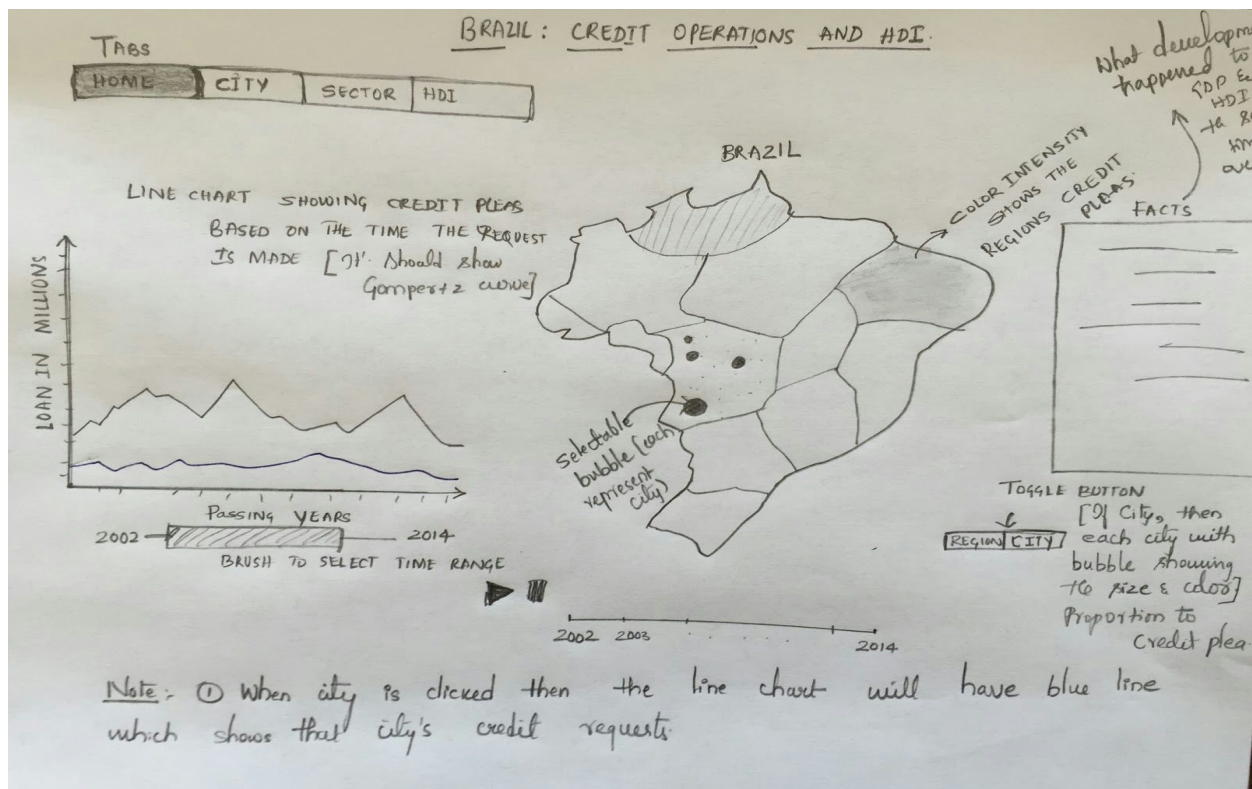 BRAZIL: CREDIT OPERATIONS AND HDI.
TABS
HOME CITY SECTOR HDI
What developm
happened to
GDP &
HDI
ove
BRAZIL
COLOR INTENSITY
SHOWS THE
REGIONS CREDIT
PLEAS.
FACTS
LINE CHART SHOWING CREDIT PLEAS
BASED ON THE TIME THE REQUEST
IS MADE [It should show
Gompertz curve]
LOAN IN MILLIONS
Selectable
bubble [each
represent
city)
PASSING YEARS
2002 2014
BRUSH TO SELECT TIME RANGE
TOGGLE BUTTON
REGION CITY
[If City, then
each city with
bubble showing
the size & color]
Proportion to
Credit plea
2002 2003 2014
Note:- ① When city is clicked then the line chart will have blue line
which shows that city's credit requests.